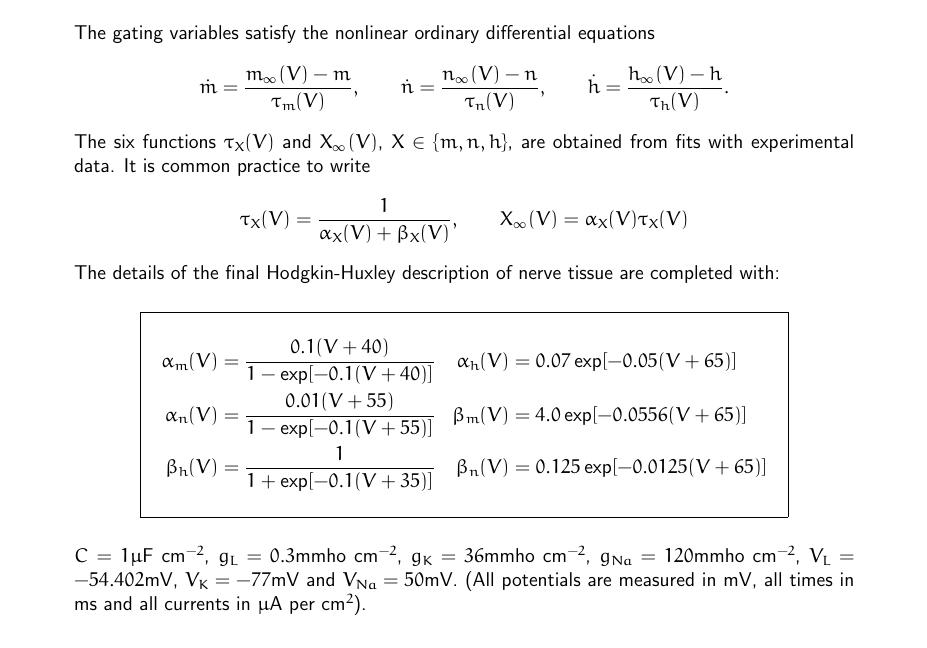 The gating variables satisfy the nonlinear ordinary differential equations
ṁ = (m∞(V) − m)/τm(V), ṅ = (n∞(V) − n)/τn(V), ḣ = (h∞(V) − h)/τh(V).
The six functions τX(V) and X∞(V), X ∈ {m, n, h}, are obtained from fits with experimental
data. It is common practice to write
τX(V) = 1/(αX(V) + βX(V)), X∞(V) = αX(V)τX(V)
The details of the final Hodgkin-Huxley description of nerve tissue are completed with:
αm(V) = 0.1(V + 40)/(1 − exp[−0.1(V + 40)]) αh(V) = 0.07 exp[−0.05(V + 65)]
αn(V) = 0.01(V + 55)/(1 − exp[−0.1(V + 55)]) βm(V) = 4.0 exp[−0.0556(V + 65)]
βh(V) = 1/(1 + exp[−0.1(V + 35)]) βn(V) = 0.125 exp[−0.0125(V + 65)]
C = 1μF cm⁻², gL = 0.3mmho cm⁻², gK = 36mmho cm⁻², gNa = 120mmho cm⁻², VL =
−54.402mV, VK = −77mV and VNa = 50mV. (All potentials are measured in mV, all times in
ms and all currents in μA per cm²).